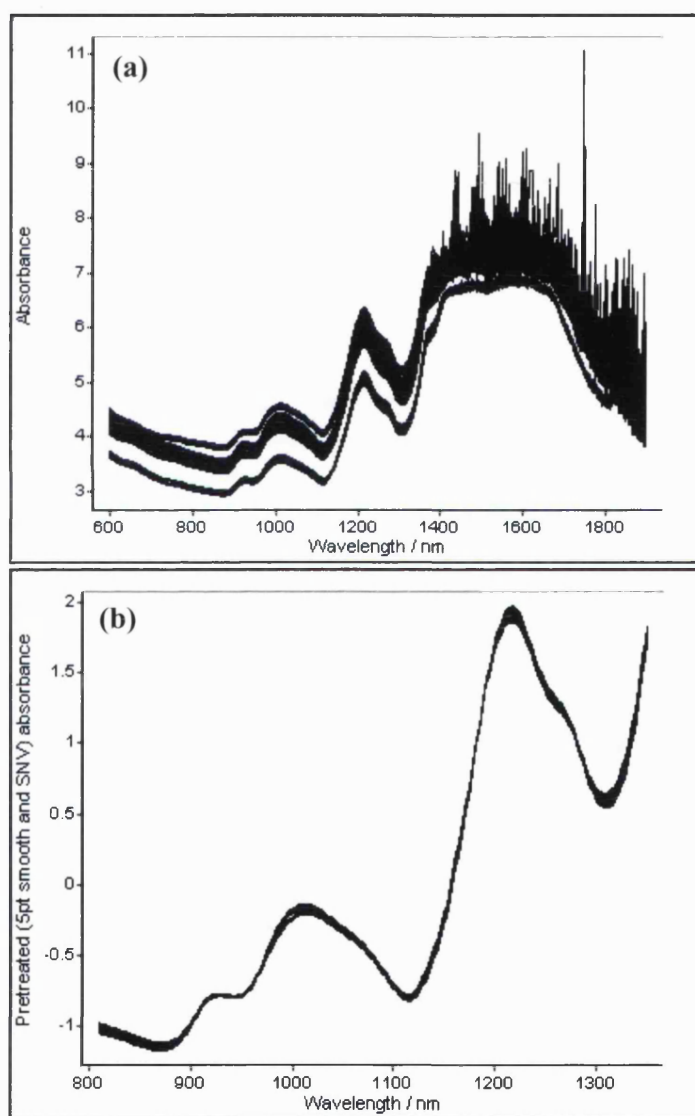 (a)
11
10
9
8
7
6
5
4
3
Absorbance
600 800 1000 1200 1400 1600 1800
Wavelength / nm
(b)
2
1.5
1
0.5
0
-0.5
-1
Pretreated (5pt smooth and SNV) absorbance
800 900 1000 1100 1200 1300
Wavelength / nm